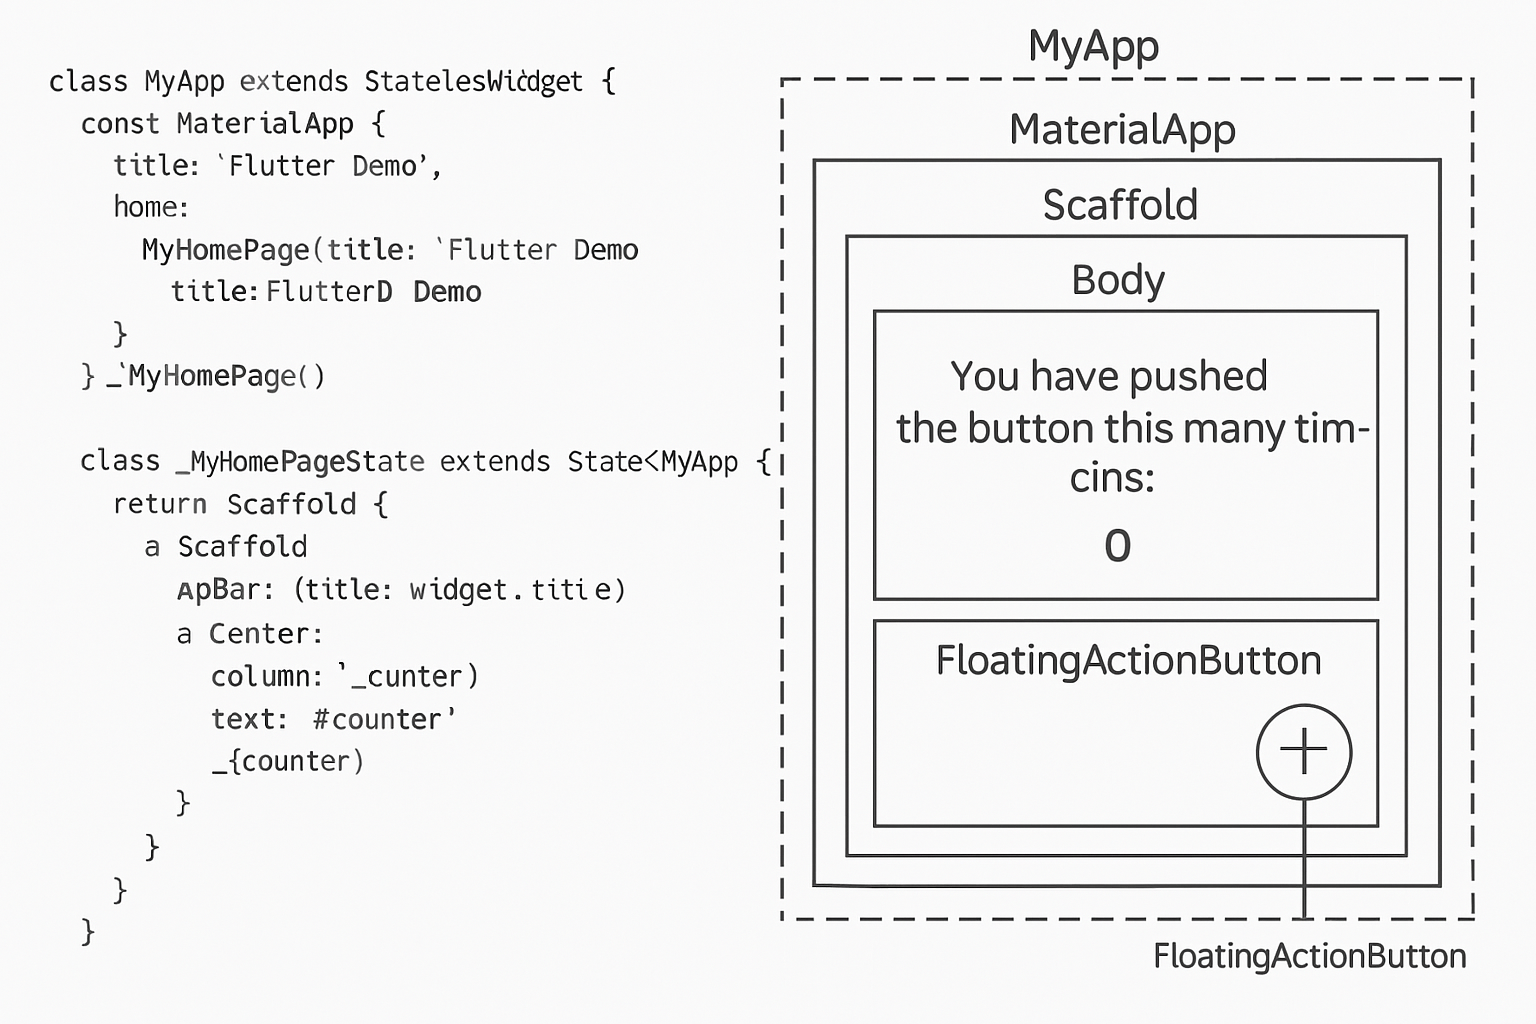 class MyApp extends StatelesWidget {
const MaterialApp {
title: `Flutter Demo’,
home:
MyHomePage(title: `Flutter Demo
title: FlutterD Demo
}
} _`MyHomePage()
class _MyHomePageState extends State<MyApp {
return Scaffold {
a Scaffold
ᴀpBar: (title: widget.titi e)
a Center:
column: '_cunter)
text: #counter'
_{counter)
}
}
}
}
MyApp
MaterialApp
Scaffold
Body
You have pushed
the button this many tim-
cins:
0
FloatingActionButton
FloatingActionButton